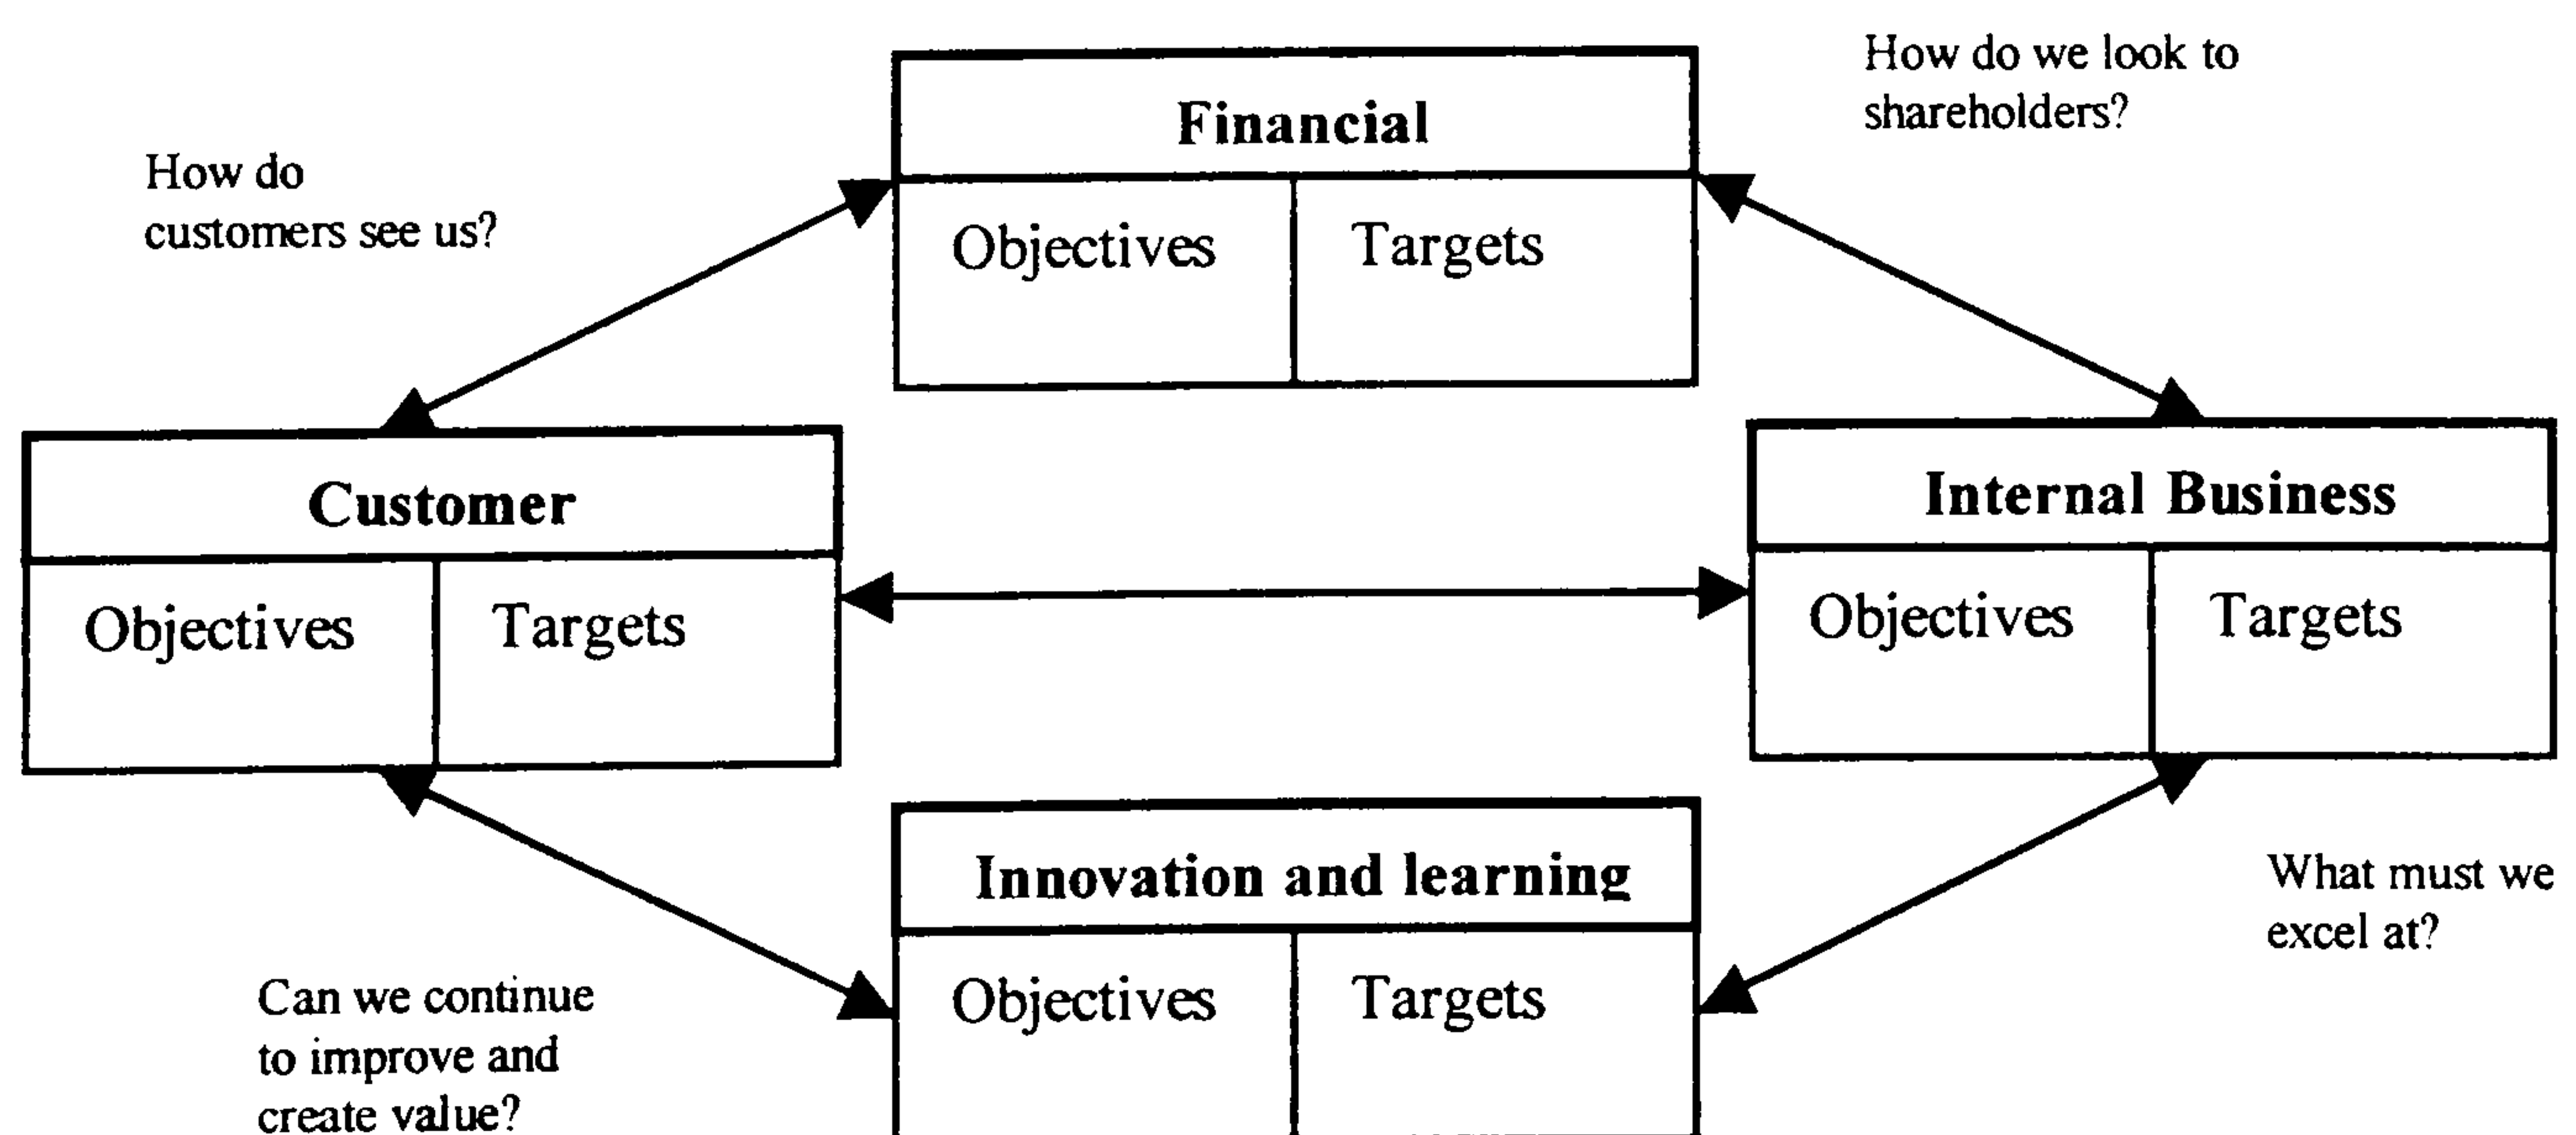 How do we look to
shareholders?
Financial
How do
customers see us?
Objectives Targets
Customer
Internal Business
Objectives Targets
Objectives Targets
Innovation and learning
What must we
excel at?
Objectives Targets
Can we continue
to improve and
create value?